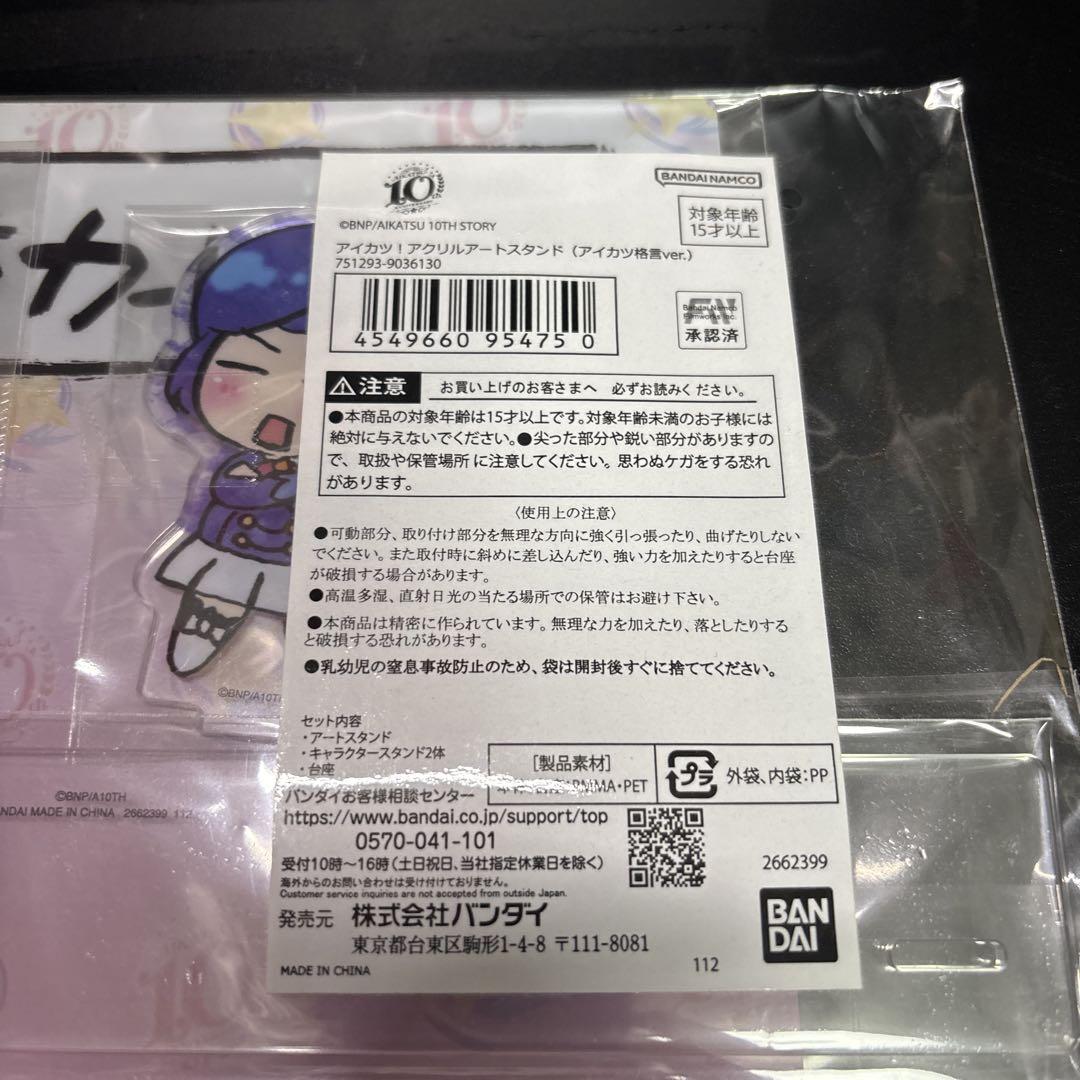 10
BANDAI NAMCO
©BNP/AIKATSU 10TH STORY
対象年齢
15才以上
アイカツ!アクリルアートスタンド(アイカツ格言ver.)
751293-9036130
4549660 954750
Bandai Namco
Filmworks Inc.
承認済
注意 お買い上げのお客さまへ 必ずお読みください。
●本商品の対象年齢は15才以上です。対象年齢未満のお子様には
絶対に与えないでください。●尖った部分や鋭い部分がありますの
で、取扱や保管場所に注意してください。思わぬケガをする恐れ
があります。
〈使用上の注意〉
●可動部分、取り付け部分を無理な方向に強く引っ張ったり、曲げたりしない
でください。また取付時に斜めに差し込んだり、強い力を加えたりすると台座
が破損する場合があります。
●高温多湿、直射日光の当たる場所での保管はお避け下さい。
●本商品は精密に作られています。無理な力を加えたり、落としたりする
と破損する恐れがあります。
●乳幼児の窒息事故防止のため、袋は開封後すぐに捨ててください。
セット内容
・アートスタンド
・キャラクタースタンド2体
・台座
[製品素材]
PMMA・PET
プラ 外袋、内袋:PP
バンダイお客様相談センター
https://www.bandai.co.jp/support/top
0570-041-101
受付10時～16時(土日祝日、当社指定休業日を除く)
海外からのお問い合わせは受け付けておりません。
Customer service inquiries are not accepted from outside Japan.
2662399
発売元 株式会社バンダイ
東京都台東区駒形1-4-8 〒111-8081
BAN
DAI
MADE IN CHINA
112
カー
©BNP/A10TH
©BNP/A10TH
MADE IN CHINA 2662399 112